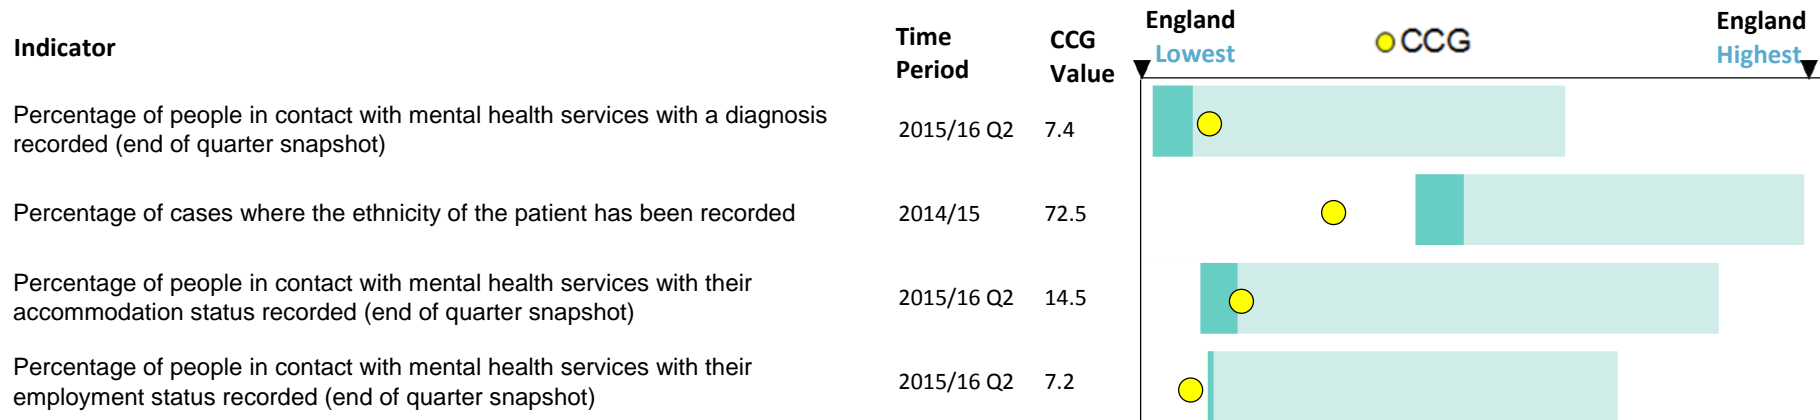 Indicator
Time Period
CCG Value
England Lowest
CCG
England Highest
Percentage of people in contact with mental health services with a diagnosis
recorded (end of quarter snapshot)
2015/16 Q2 7.4
Percentage of cases where the ethnicity of the patient has been recorded
2014/15 72.5
Percentage of people in contact with mental health services with their
accommodation status recorded (end of quarter snapshot)
2015/16 Q2 14.5
Percentage of people in contact with mental health services with their
employment status recorded (end of quarter snapshot)
2015/16 Q2 7.2